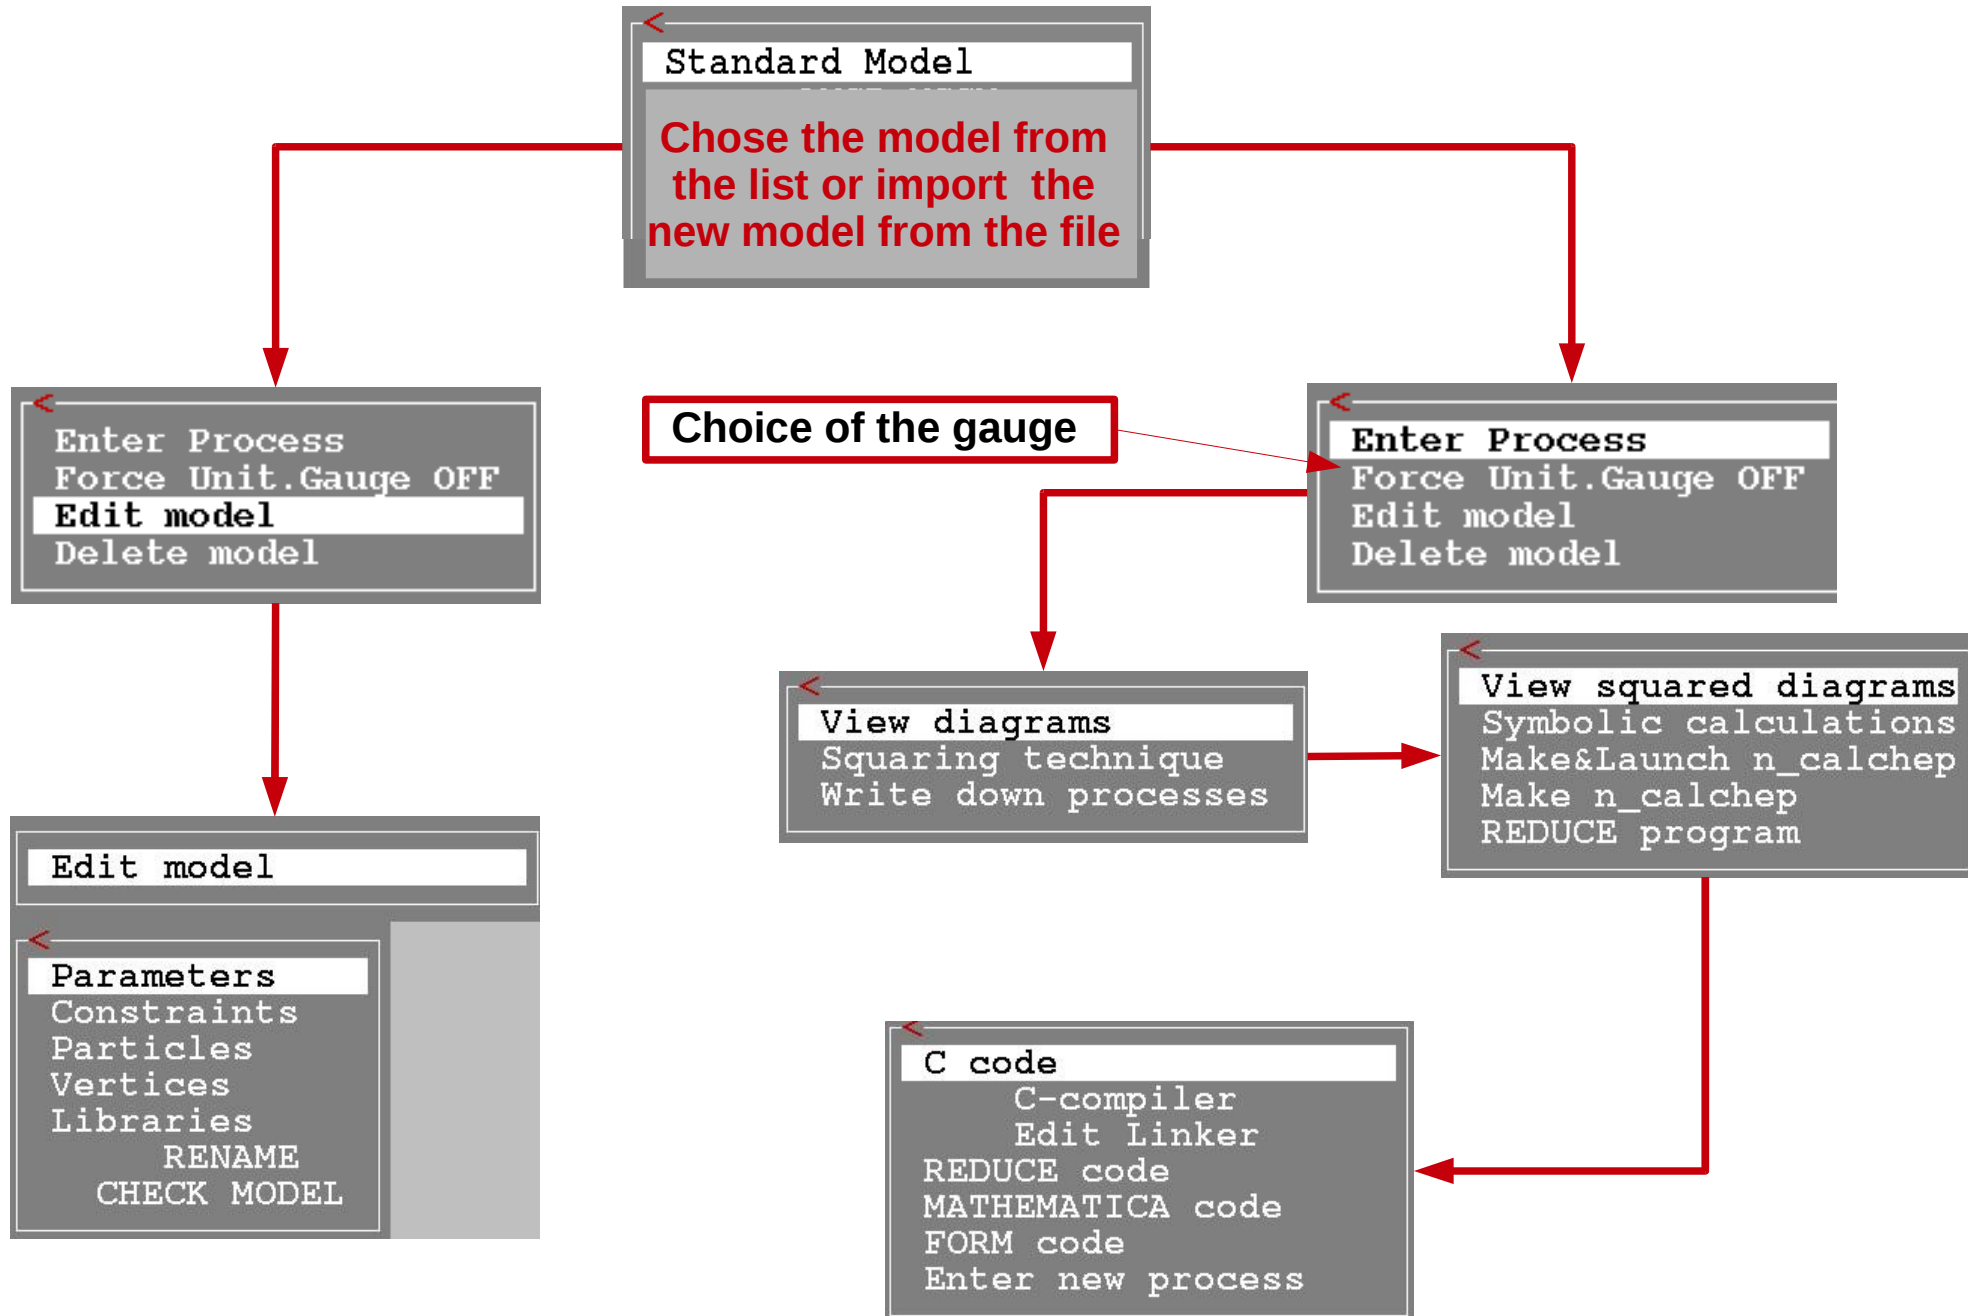 Standard Model
Chose the model from
the list or import the
new model from the file
Enter Process
Force Unit.Gauge OFF
Edit model
Delete model
Choice of the gauge
Enter Process
Force Unit.Gauge OFF
Edit model
Delete model
View diagrams
Squaring technique
Write down processes
View squared diagrams
Symbolic calculations
Make&Launch n_calchep
Make n_calchep
REDUCE program
Edit model
Parameters
Constraints
Particles
Vertices
Libraries
RENAME
CHECK MODEL
C code
C-compiler
Edit Linker
REDUCE code
MATHEMATICA code
FORM code
Enter new process